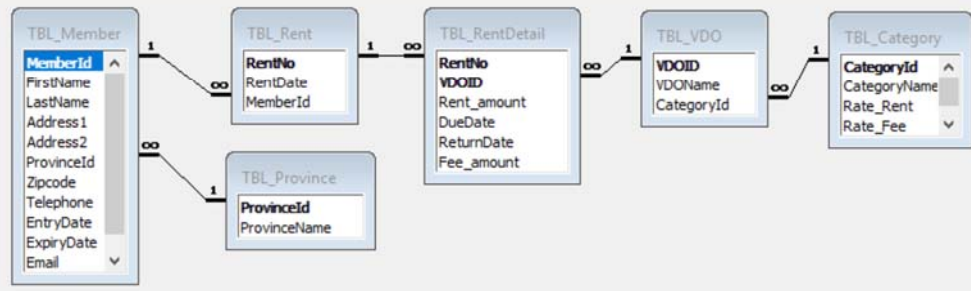 TBL_Member
MemberId
FirstName
LastName
Address1
Address2
ProvinceId
Zipcode
Telephone
EntryDate
ExpiryDate
Email
1
∞
∞
1
TBL_Rent
RentNo
RentDate
MemberId
1
∞
TBL_Province
ProvinceId
ProvinceName
TBL_RentDetail
RentNo
VDOID
Rent_amount
DueDate
ReturnDate
Fee_amount
∞
1
TBL_VDO
VDOID
VDOName
CategoryId
∞
1
TBL_Category
CategoryId
CategoryName
Rate_Rent
Rate_Fee